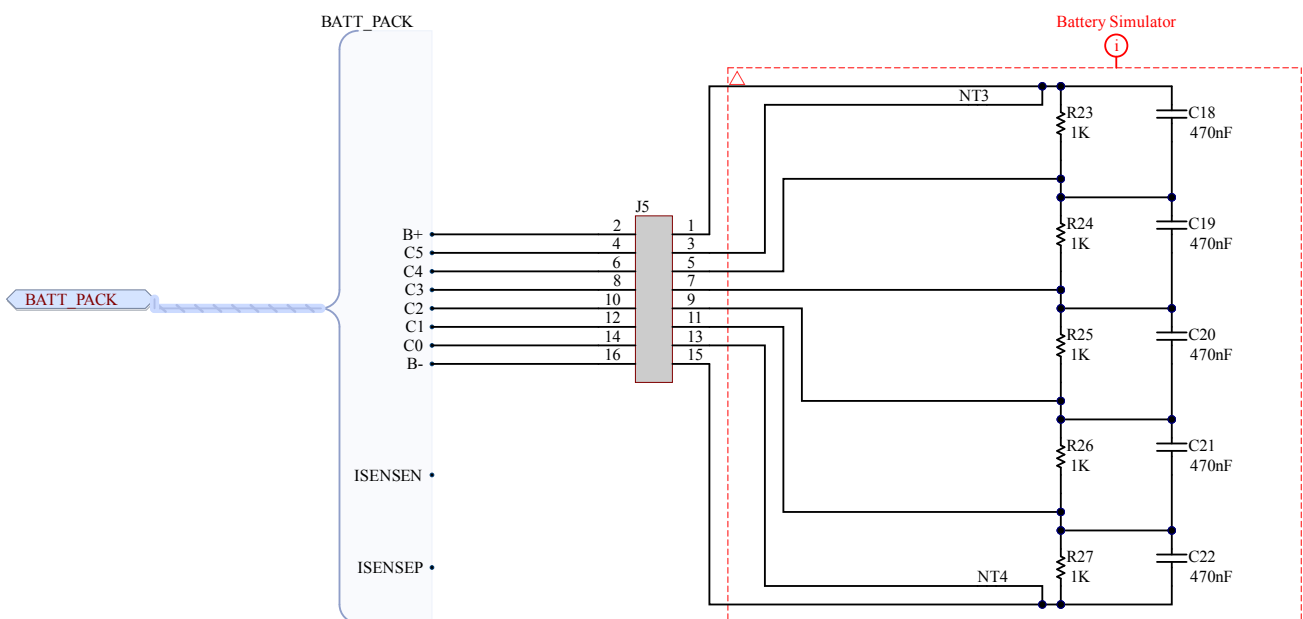 BATT_PACK
Battery Simulator
i
NT3
R23
1K
C18
470nF
J5
B+
2
1
R24
1K
C19
470nF
C5
4
3
C4
6
5
C3
8
7
BATT_PACK
C2
10
9
C1
12
11
R25
1K
C20
470nF
C0
14
13
B-
16
15
R26
1K
C21
470nF
ISENSEN
ISENSEP
NT4
R27
1K
C22
470nF